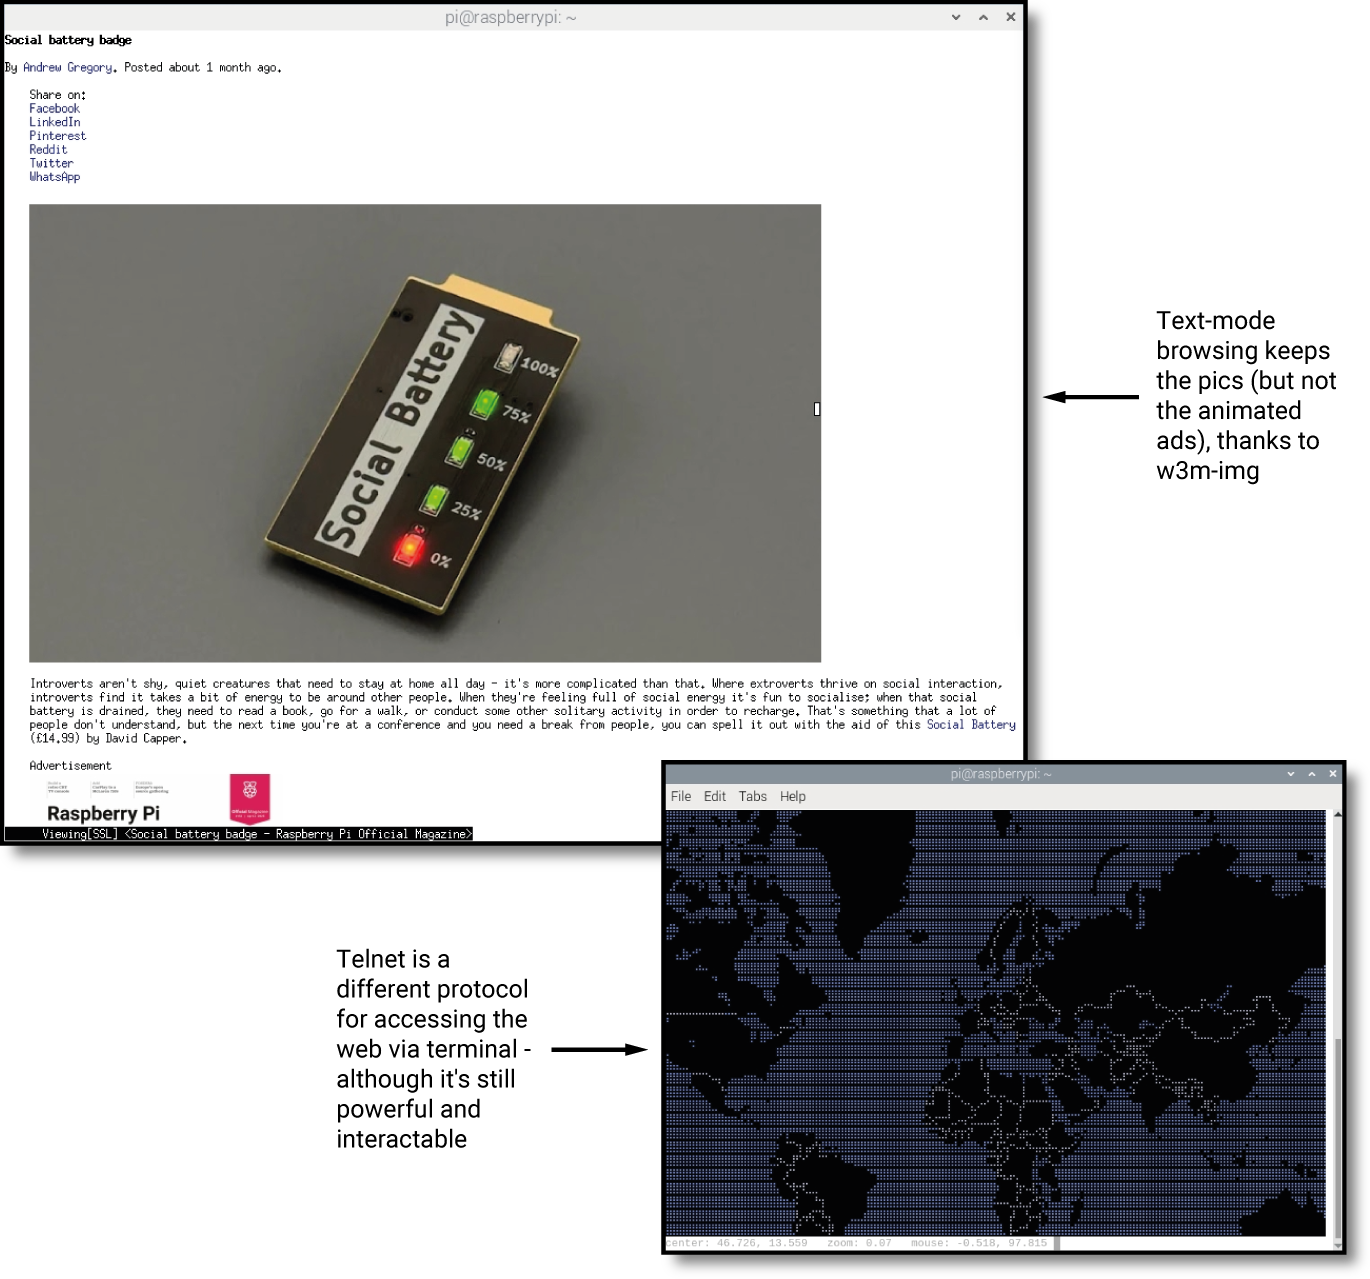 pi@raspberrypi: ~
Social battery badge
By Andrew Gregory. Posted about 1 month ago.
Share on:
Facebook
LinkedIn
Pinterest
Reddit
Twitter
WhatsApp
Social Battery
100%
75%
50%
25%
0%
Introverts aren't shy, quiet creatures that need to stay at home all day - it's more complicated than that. Where extroverts thrive on social interaction,
introverts find it takes a bit of energy to be around other people. When they're feeling full of social energy it's fun to socialise: when that social
battery is drained, they need to read a book, go for a walk, or conduct some other solitary activity in order to recharge. That's something that a lot of
people don't understand, but the next time you're at a conference and you need a break from people, you can spell it out with the aid of this Social Battery
(£14.99) by David Capper.
Advertisement
Raspberry Pi
Viewing[SSL] <Social battery badge - Raspberry Pi Official Magazine>
Text-mode
browsing keeps
the pics (but not
the animated
ads), thanks to
w3m-img
pi@raspberrypi: ~
File Edit Tabs Help
center: 46.726, 13.559 zoom: 0.07 mouse: -0.518, 97.815
Telnet is a
different protocol
for accessing the
web via terminal -
although it's still
powerful and
interactable